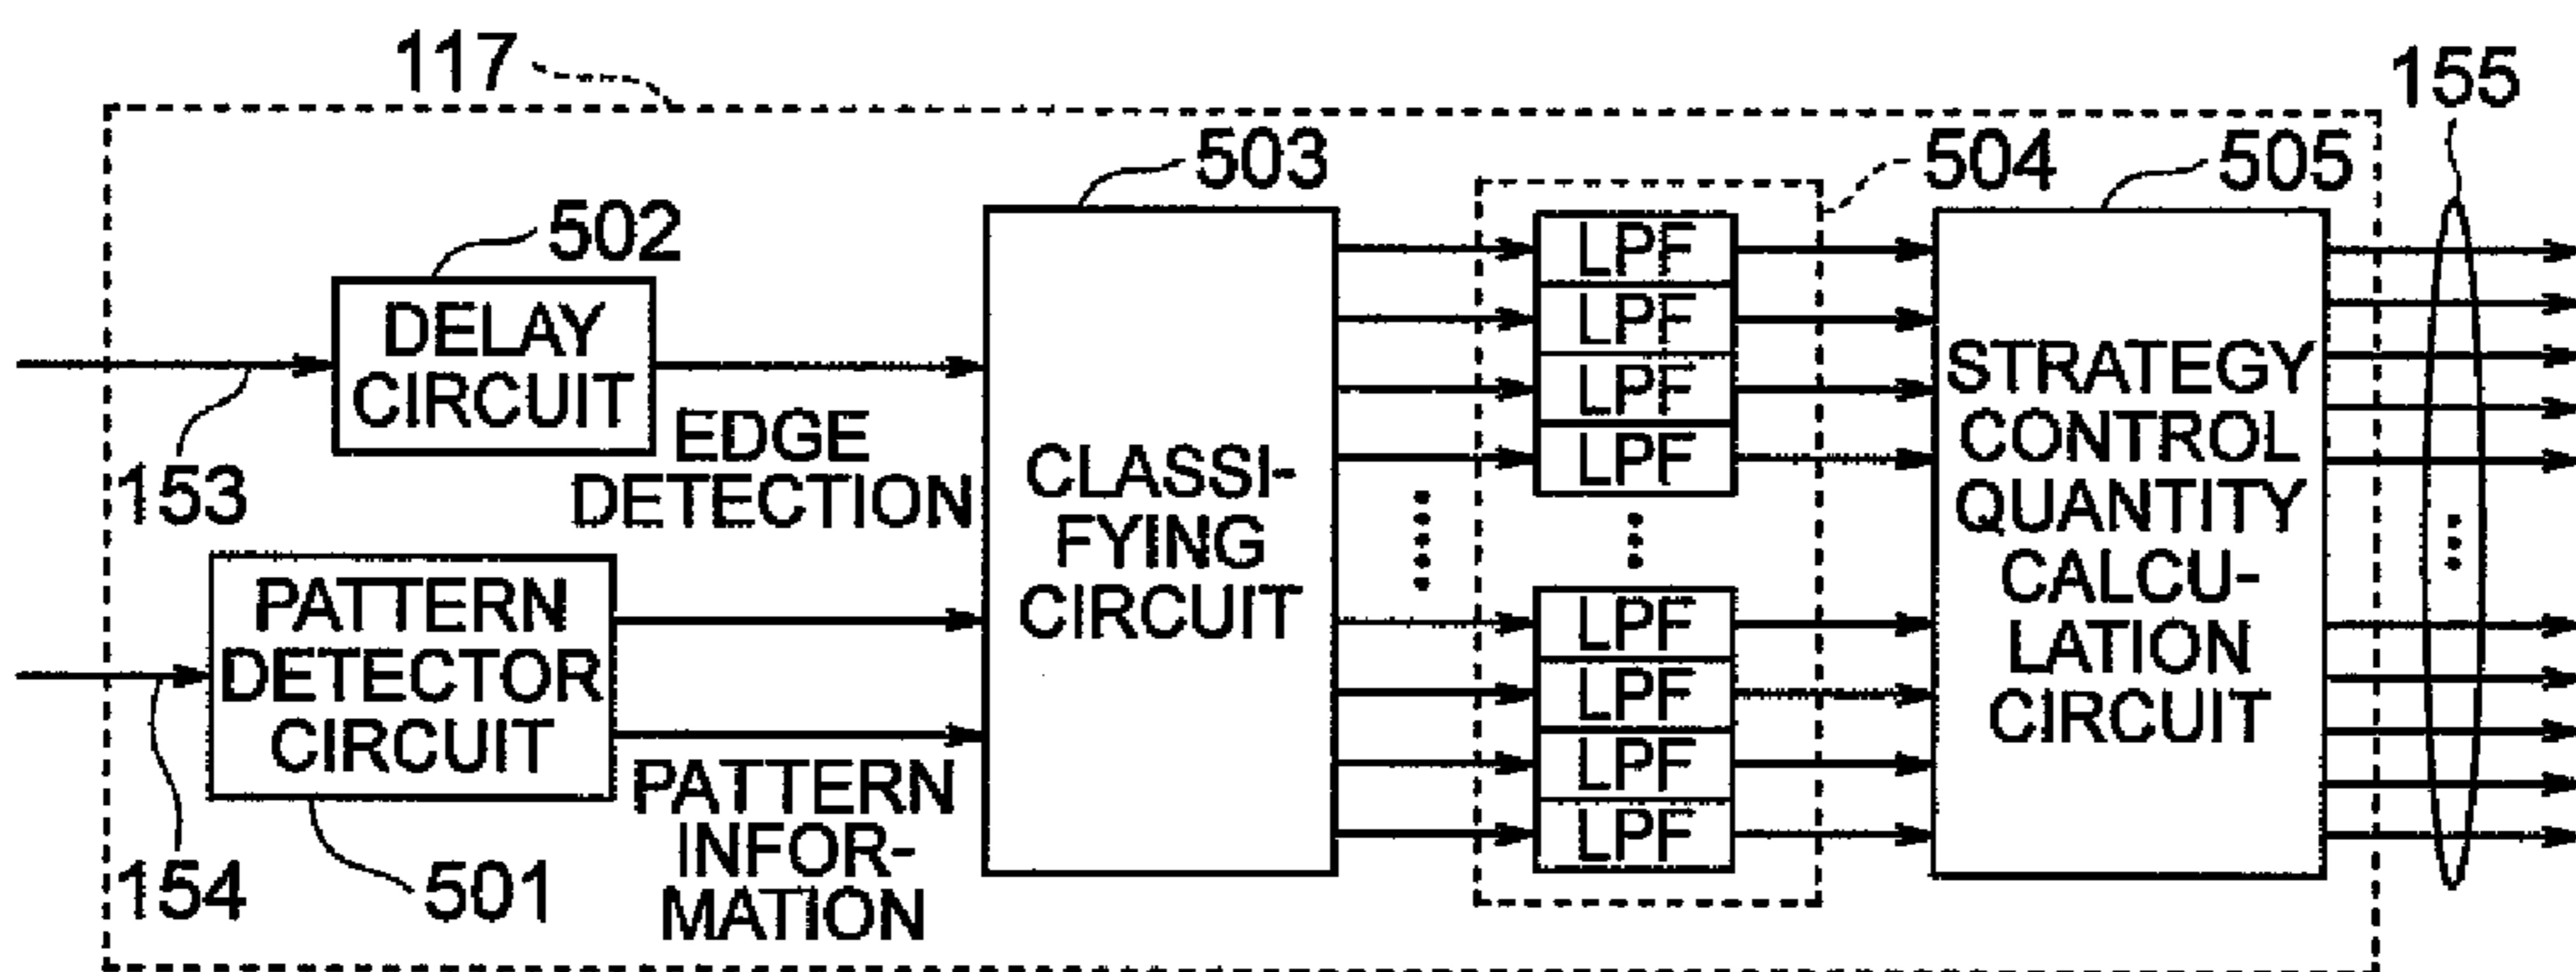 117
155
503
504
505
502
DELAY
CIRCUIT
153
EDGE
DETECTION
PATTERN
DETECTOR
CIRCUIT
154
501
PATTERN
INFOR-
MATION
CLASSI-
FYING
CIRCUIT
LPF
LPF
LPF
LPF
LPF
LPF
LPF
LPF
STRATEGY
CONTROL
QUANTITY
CALCU-
LATION
CIRCUIT